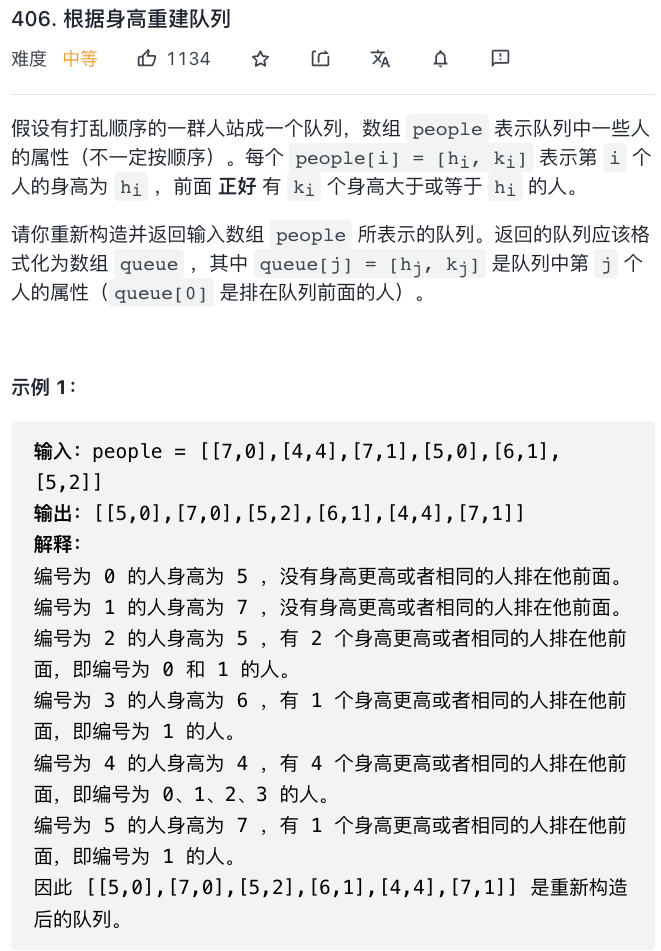 406. 根据身高重建队列
难度 中等 1134
假设有打乱顺序的一群人站成一个队列，数组 people 表示队列中一些人
的属性（不一定按顺序）。每个 people[i] = [hi, ki] 表示第 i 个
人的身高为 hi ，前面 正好 有 ki 个身高大于或等于 hi 的人。
请你重新构造并返回输入数组 people 所表示的队列。返回的队列应该格
式化为数组 queue ，其中 queue[j] = [hj, kj] 是队列中第 j 个
人的属性（queue[0] 是排在队列前面的人）。
示例 1：
输入：people = [[7,0],[4,4],[7,1],[5,0],[6,1],
[5,2]]
输出：[[5,0],[7,0],[5,2],[6,1],[4,4],[7,1]]
解释：
编号为 0 的人身高为 5 ，没有身高更高或者相同的人排在他前面。
编号为 1 的人身高为 7 ，没有身高更高或者相同的人排在他前面。
编号为 2 的人身高为 5 ，有 2 个身高更高或者相同的人排在他前
面，即编号为 0 和 1 的人。
编号为 3 的人身高为 6 ，有 1 个身高更高或者相同的人排在他前
面，即编号为 1 的人。
编号为 4 的人身高为 4 ，有 4 个身高更高或者相同的人排在他前
面，即编号为 0、1、2、3 的人。
编号为 5 的人身高为 7 ，有 1 个身高更高或者相同的人排在他前
面，即编号为 1 的人。
因此 [[5,0],[7,0],[5,2],[6,1],[4,4],[7,1]] 是重新构造
后的队列。